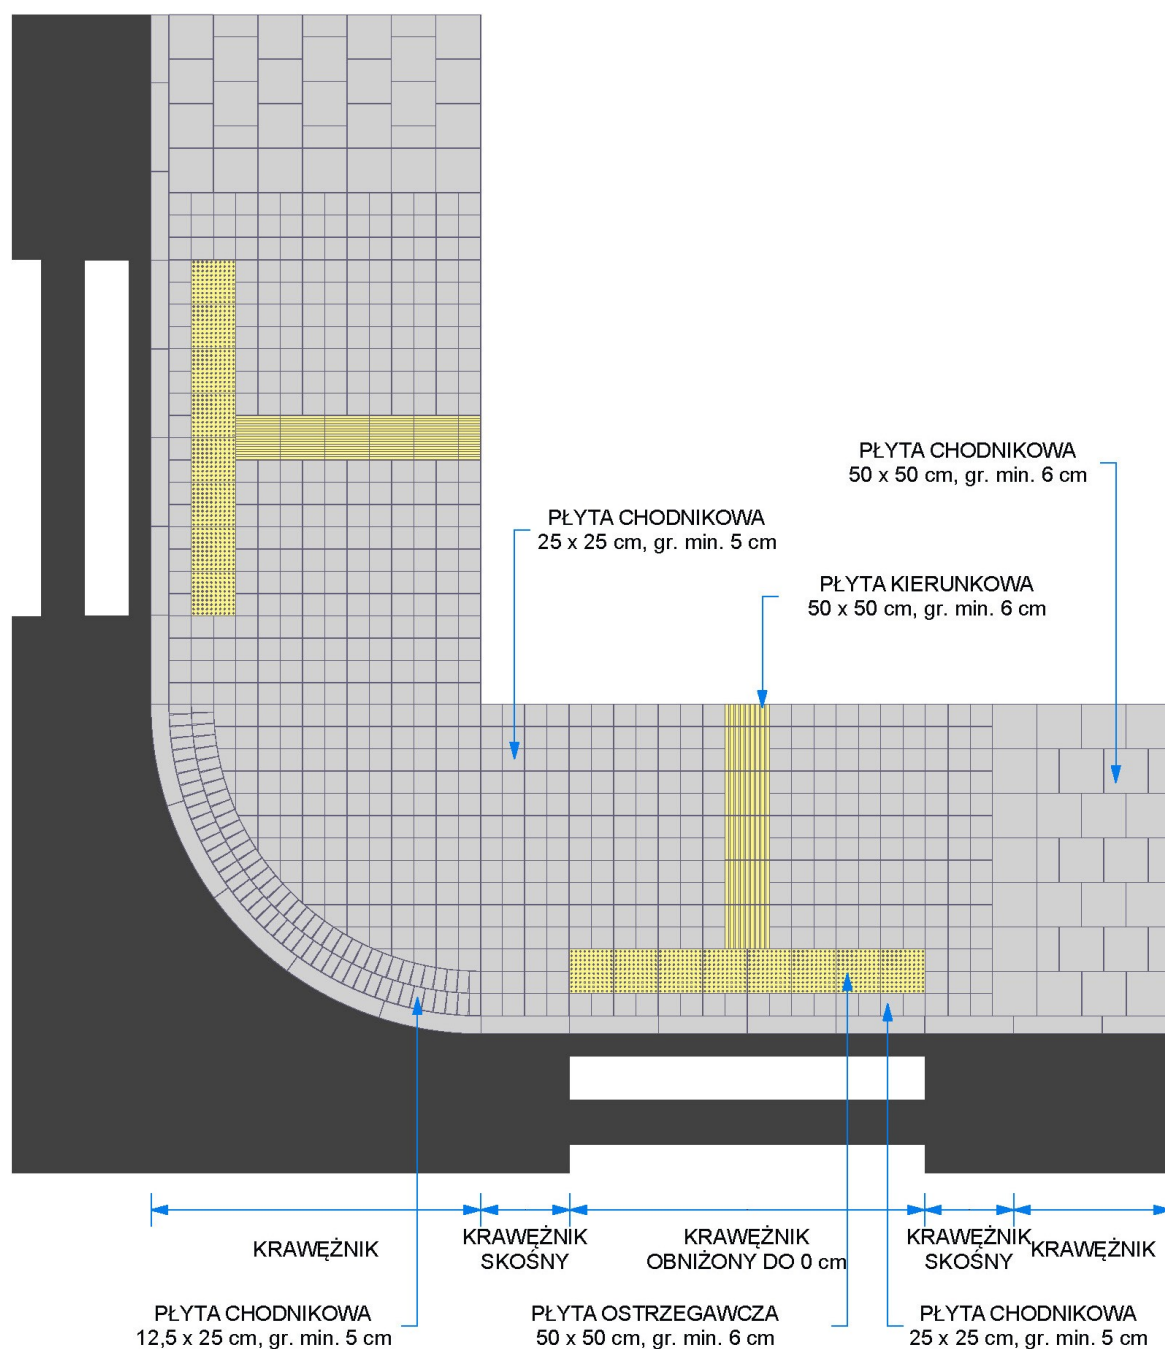 PŁYTA CHODNIKOWA
50 x 50 cm, gr. min. 6 cm
PŁYTA CHODNIKOWA
25 x 25 cm, gr. min. 5 cm
PŁYTA KIERUNKOWA
50 x 50 cm, gr. min. 6 cm
KRAWĘŻNIK
KRAWĘŻNIK
SKOŚNY
KRAWĘŻNIK
OBNIŻONY DO 0 cm
KRAWĘŻNIK
SKOŚNY
KRAWĘŻNIK
PŁYTA CHODNIKOWA
12,5 x 25 cm, gr. min. 5 cm
PŁYTA OSTRZEGAWCZA
50 x 50 cm, gr. min. 6 cm
PŁYTA CHODNIKOWA
25 x 25 cm, gr. min. 5 cm